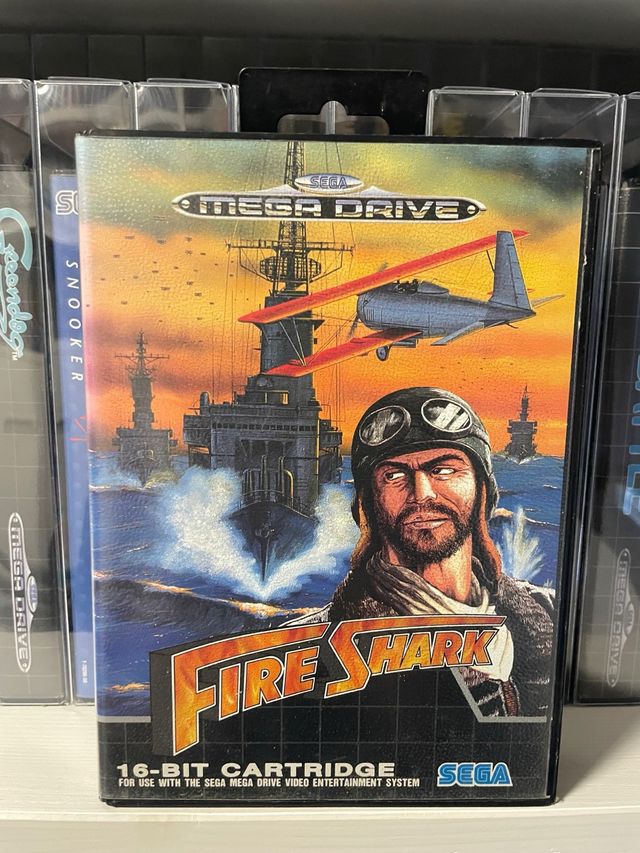 SEGA
MEGA DRIVE
FIRE SHARK
16-BIT CARTRIDGE
FOR USE WITH THE SEGA MEGA DRIVE VIDEO ENTERTAINMENT SYSTEM
SEGA
SNOOKER
MEGA DRIVE
MEGA DRIVE